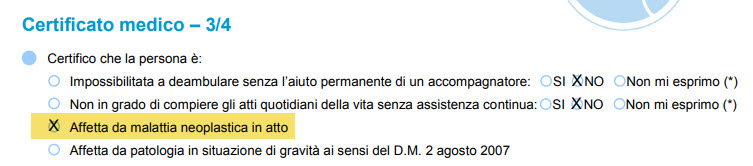 Certificato medico – 3/4
Certifico che la persona è:
Impossibilitata a deambulare senza l'aiuto permanente di un accompagnatore: SI X NO Non mi esprimo (*)
Non in grado di compiere gli atti quotidiani della vita senza assistenza continua: SI X NO Non mi esprimo (*)
X Affetta da malattia neoplastica in atto
Affetta da patologia in situazione di gravità ai sensi del D.M. 2 agosto 2007